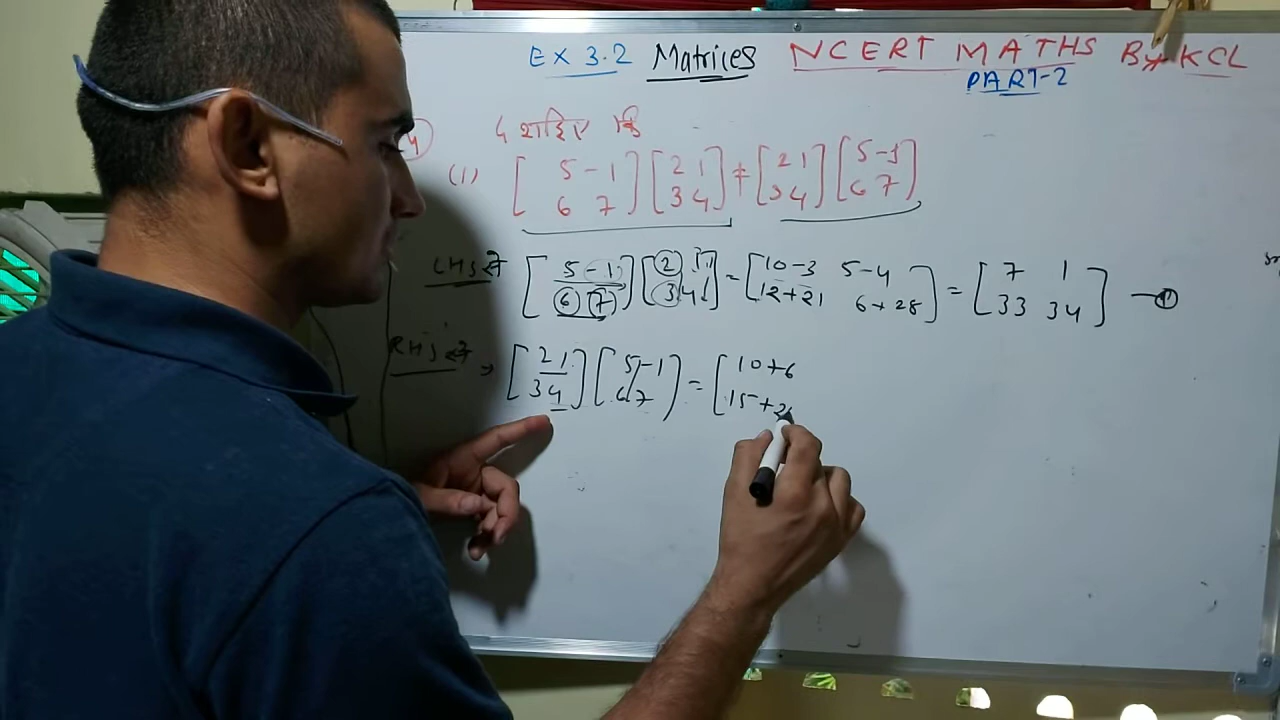 EX 3.2 Matrices NCERT MATHS By KCL
PART-2
दर्शाइए कि
(1) [ 5 -1 ] [ 2 1 ] ≠ [ 2 1 ] [ 5 -1 ]
6 7 3 4 3 4 6 7
LHS से [ 5 -1 ] [ 2 1 ] = [ 10-3 5-4 ] = [ 7 1 ] — ①
6 7 3 4 12+21 6+28 33 34
RHS से, [ 2 1 ] [ 5 -1 ] = [ 10+6
3 4 6 7 15+24